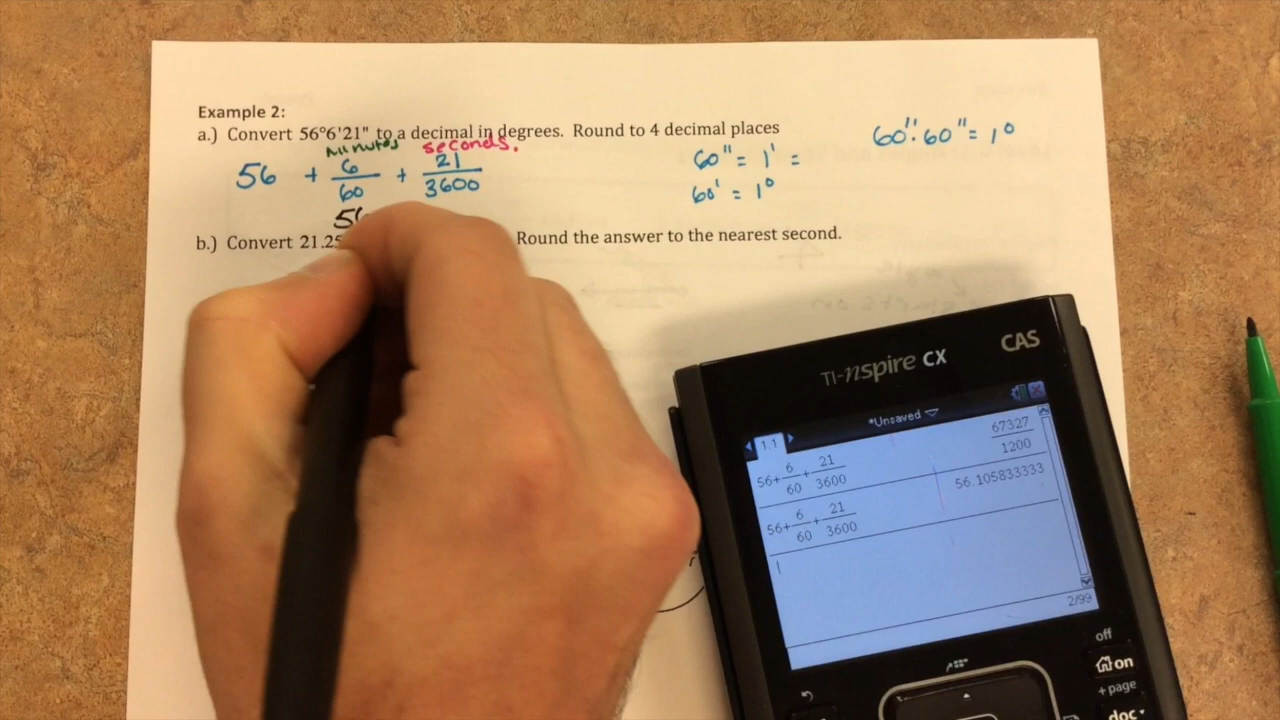 Example 2:
a.) Convert 56°6'21" to a decimal in degrees. Round to 4 decimal places
minutes seconds.
56 + 6/60 + 21/3600
60" = 1' =
60' = 1°
60"·60" = 1°
56
b.) Convert 21.25 Round the answer to the nearest second.
TI-nspire CX CAS
*Unsaved
1.1
56+6/60+21/3600 67327/1200
56+6/60+21/3600 56.105833333
2/99
off
on
+page
doc